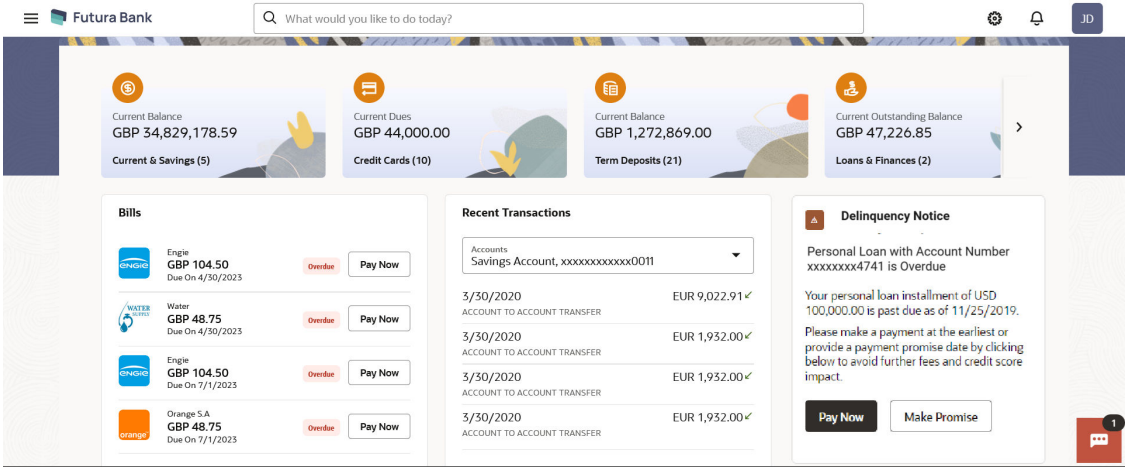 Futura Bank
What would you like to do today?
JD
Current Balance
GBP 34,829,178.59
Current & Savings (5)
Current Dues
GBP 44,000.00
Credit Cards (10)
Current Balance
GBP 1,272,869.00
Term Deposits (21)
Current Outstanding Balance
GBP 47,226.85
Loans & Finances (2)
Bills
ENGIE
Engie
GBP 104.50
Due On 4/30/2023
Overdue
Pay Now
WATER
SUPPLY
Water
GBP 48.75
Due On 4/30/2023
Overdue
Pay Now
ENGIE
Engie
GBP 104.50
Due On 7/1/2023
Overdue
Pay Now
orange
Orange S.A
GBP 48.75
Due On 7/1/2023
Overdue
Pay Now
Recent Transactions
Accounts
Savings Account, xxxxxxxxxxxx0011
3/30/2020 EUR 9,022.91
ACCOUNT TO ACCOUNT TRANSFER
3/30/2020 EUR 1,932.00
ACCOUNT TO ACCOUNT TRANSFER
3/30/2020 EUR 1,932.00
ACCOUNT TO ACCOUNT TRANSFER
3/30/2020 EUR 1,932.00
ACCOUNT TO ACCOUNT TRANSFER
Delinquency Notice
Personal Loan with Account Number
xxxxxxxx4741 is Overdue
Your personal loan installment of USD
100,000.00 is past due as of 11/25/2019.
Please make a payment at the earliest or
provide a payment promise date by clicking
below to avoid further fees and credit score
impact.
Pay Now
Make Promise
1